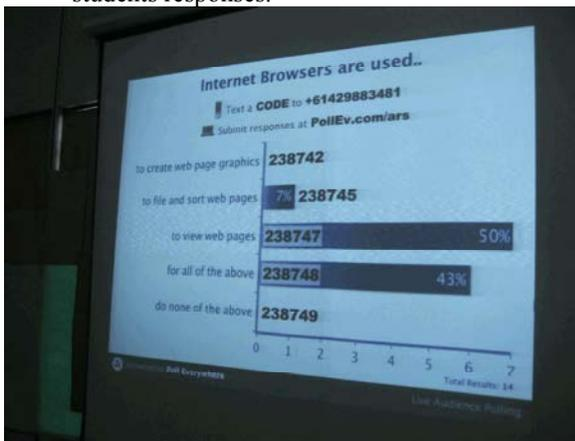 students responses.
Internet Browsers are used..
Text a CODE to +61429883481
Submit responses at PollEv.com/ars
to create web page graphics 238742
to file and sort web pages 7% 238745
to view web pages 238747 50%
for all of the above 238748 43%
do none of the above 238749
0 1 2 3 4 5 6 7
Total Results: 14
Poll Everywhere
Live Audience Polling